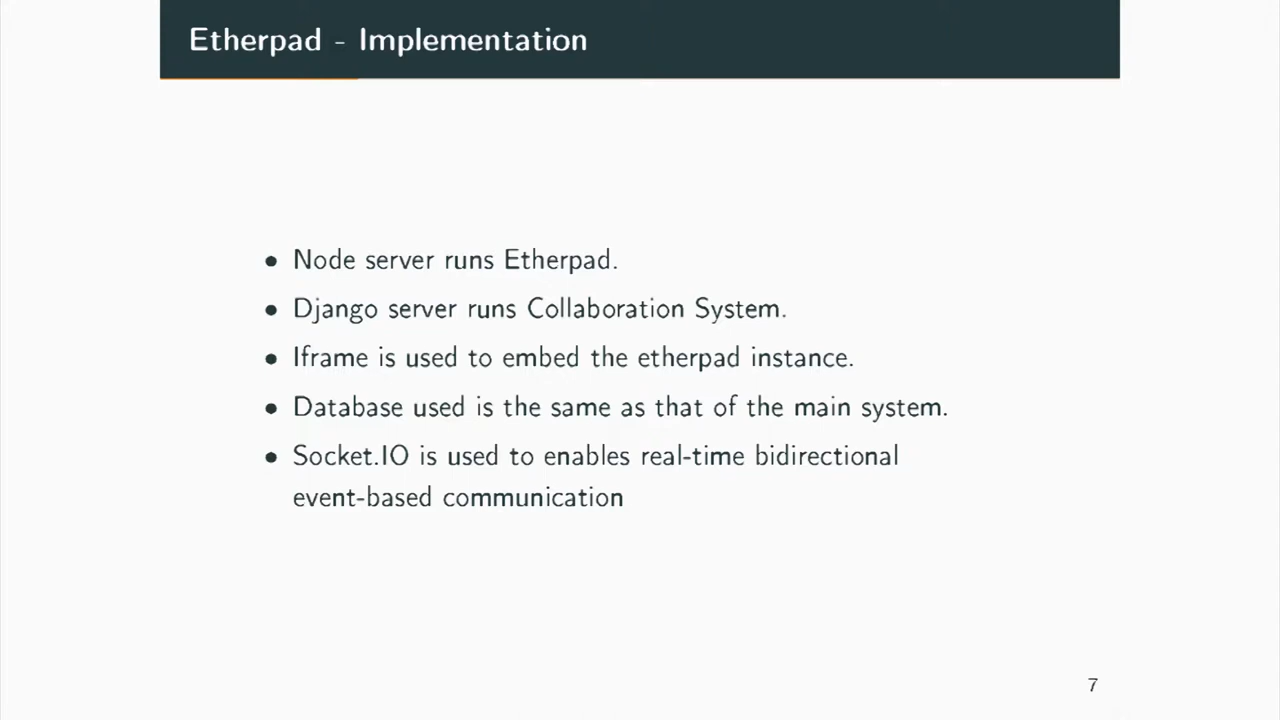 Etherpad - Implementation
• Node server runs Etherpad.
• Django server runs Collaboration System.
• Iframe is used to embed the etherpad instance.
• Database used is the same as that of the main system.
• Socket.IO is used to enables real-time bidirectional
event-based communication
7